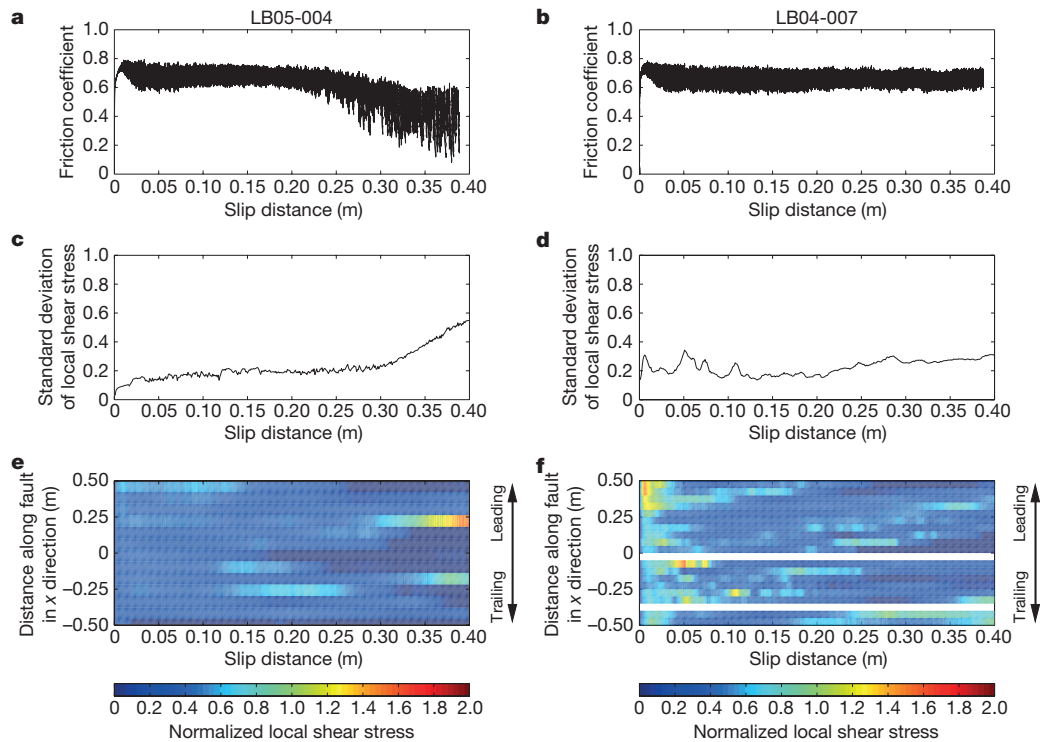 a
LB05-004
Friction coefficient
1.0
0.8
0.6
0.4
0.2
0
0 0.05 0.10 0.15 0.20 0.25 0.30 0.35 0.40
Slip distance (m)
b
LB04-007
Friction coefficient
1.0
0.8
0.6
0.4
0.2
0
0 0.05 0.10 0.15 0.20 0.25 0.30 0.35 0.40
Slip distance (m)
c
Standard deviation
of local shear stress
1.0
0.8
0.6
0.4
0.2
0
0 0.05 0.10 0.15 0.20 0.25 0.30 0.35 0.40
Slip distance (m)
d
Standard deviation
of local shear stress
1.0
0.8
0.6
0.4
0.2
0
0 0.05 0.10 0.15 0.20 0.25 0.30 0.35 0.40
Slip distance (m)
e
Distance along fault
in x direction (m)
0.50
0.25
0
−0.25
−0.50
0 0.05 0.10 0.15 0.20 0.25 0.30 0.35 0.40
Slip distance (m)
Leading
Trailing
0 0.2 0.4 0.6 0.8 1.0 1.2 1.4 1.6 1.8 2.0
Normalized local shear stress
f
Distance along fault
in x direction (m)
0.50
0.25
0
−0.25
−0.50
0 0.05 0.10 0.15 0.20 0.25 0.30 0.35 0.40
Slip distance (m)
Leading
Trailing
0 0.2 0.4 0.6 0.8 1.0 1.2 1.4 1.6 1.8 2.0
Normalized local shear stress